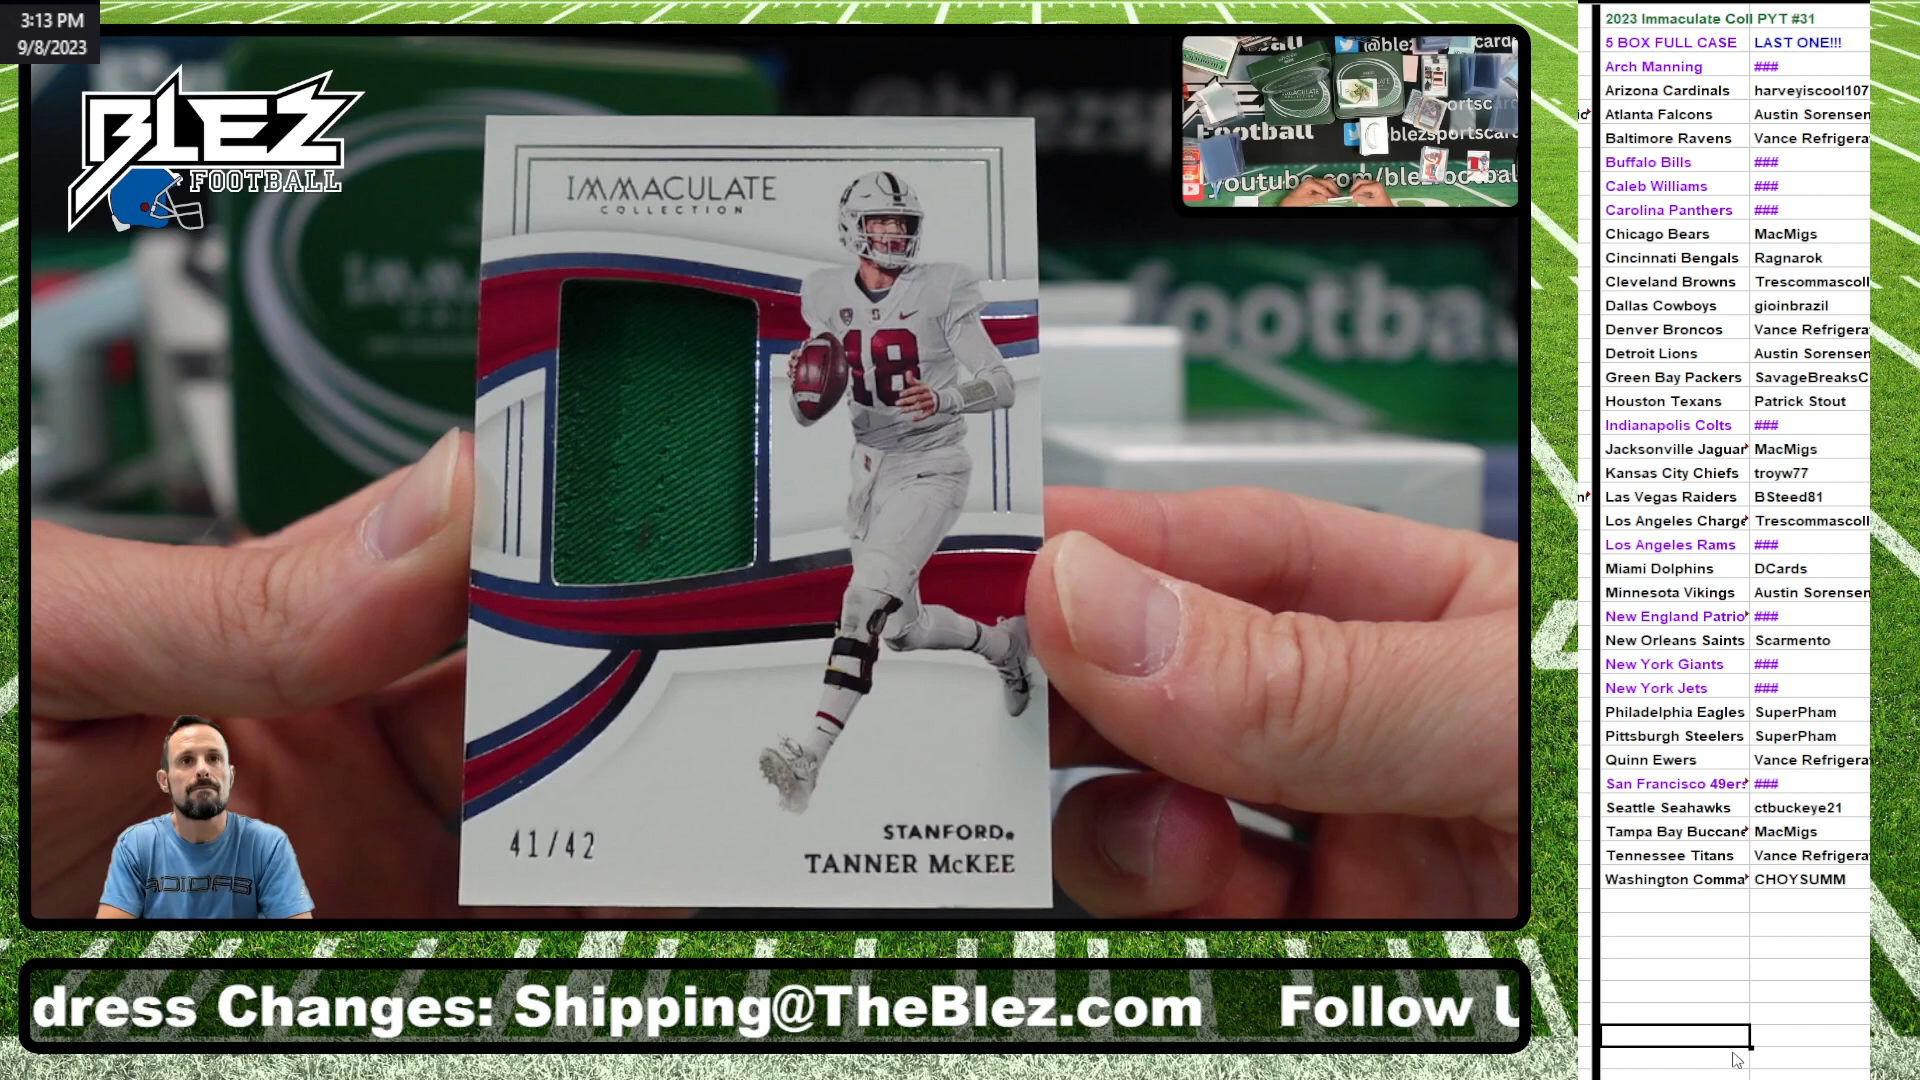 3:13 PM
9/8/2023
BLEZ
FOOTBALL
IMMACULATE
COLLECTION
18
41/42
STANFORD
TANNER McKEE
Football
youtube.com/blezfootbal
ADIDAS
dress Changes: Shipping@TheBlez.com Follow U
2023 Immaculate Coll PYT #31
5 BOX FULL CASE LAST ONE!!!
Arch Manning ###
Arizona Cardinals harveyiscool107
Atlanta Falcons Austin Sorensen
Baltimore Ravens Vance Refrigera
Buffalo Bills ###
Caleb Williams ###
Carolina Panthers ###
Chicago Bears MacMigs
Cincinnati Bengals Ragnarok
Cleveland Browns Trescommascoll
Dallas Cowboys gioinbrazil
Denver Broncos Vance Refrigera
Detroit Lions Austin Sorensen
Green Bay Packers SavageBreaksC
Houston Texans Patrick Stout
Indianapolis Colts ###
Jacksonville Jaguar MacMigs
Kansas City Chiefs troyw77
Las Vegas Raiders BSteed81
Los Angeles Charge Trescommascoll
Los Angeles Rams ###
Miami Dolphins DCards
Minnesota Vikings Austin Sorensen
New England Patrio ###
New Orleans Saints Scarmento
New York Giants ###
New York Jets ###
Philadelphia Eagles SuperPham
Pittsburgh Steelers SuperPham
Quinn Ewers Vance Refrigera
San Francisco 49ers ###
Seattle Seahawks ctbuckeye21
Tampa Bay Buccane MacMigs
Tennessee Titans Vance Refrigera
Washington Comma CHOYSUMM